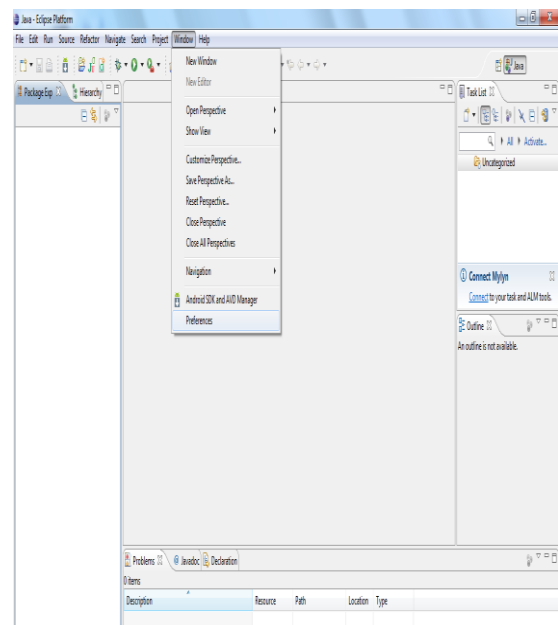 Java - Eclipse Platform
File Edit Run Source Refactor Navigate Search Project Window Help
New Window
New Editor
Open Perspective
Show View
Customize Perspective...
Save Perspective As...
Reset Perspective...
Close Perspective
Close All Perspectives
Navigation
Android SDK and AVD Manager
Preferences
Java
Package Exp
Hierarchy
Task List
All Activate...
Uncategorized
Connect Mylyn
Connect to your task and ALM tools.
Outline
An outline is not available.
Problems
@ Javadoc
Declaration
0 items
Description Resource Path Location Type